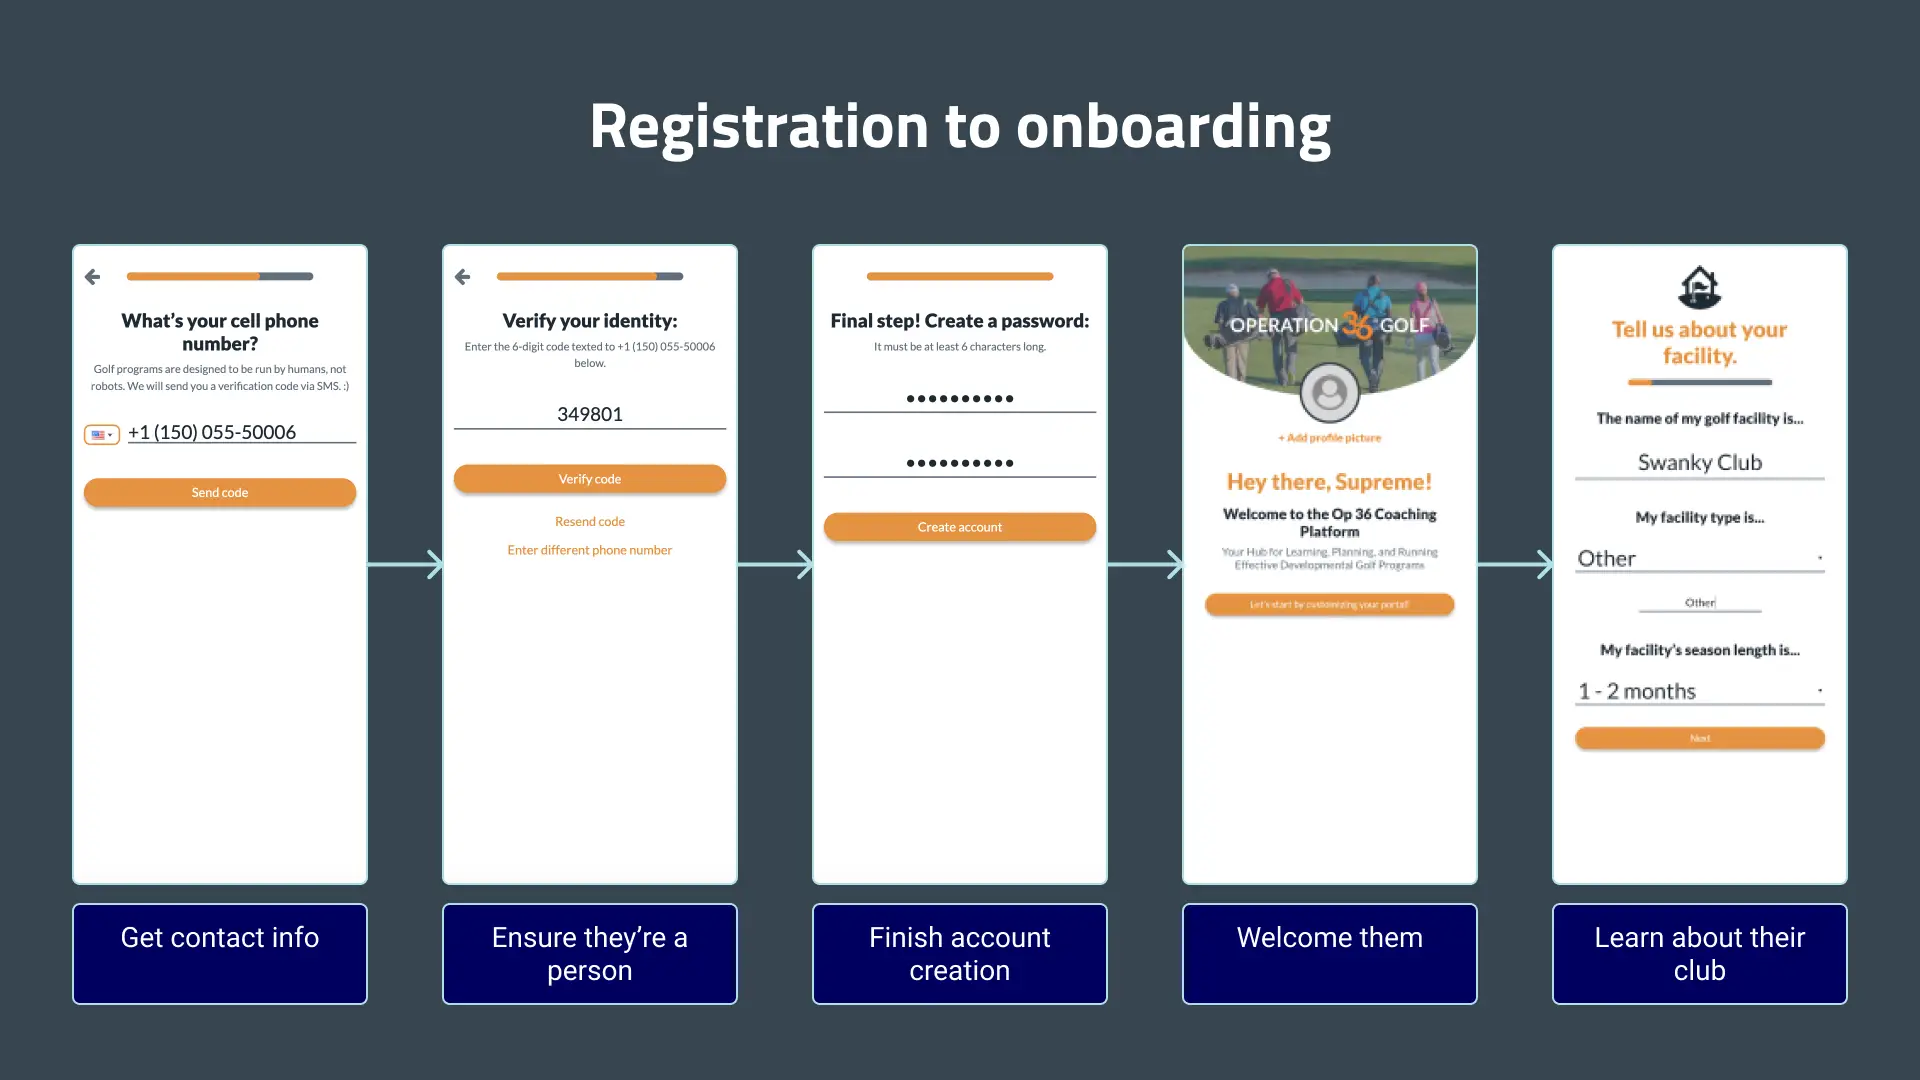 Registration to onboarding
What's your cell phone
number?
Golf programs are designed to be run by humans, not
robots. We will send you a verification code via SMS. :)
+1 (150) 055-50006
Send code
Get contact info
Verify your identity:
Enter the 6-digit code texted to +1 (150) 055-50006
below.
349801
Verify code
Resend code
Enter different phone number
Ensure they're a
person
Final step! Create a password:
It must be at least 6 characters long.
••••••••••
••••••••••
Create account
Finish account
creation
OPERATION 36 GOLF
+ Add profile picture
Hey there, Supreme!
Welcome to the Op 36 Coaching
Platform
Your Hub for Learning, Planning, and Running
Effective Developmental Golf Programs
Let's start by customizing your portal!
Welcome them
Tell us about your
facility.
The name of my golf facility is...
Swanky Club
My facility type is...
Other
Other
My facility's season length is...
1 - 2 months
Next
Learn about their
club